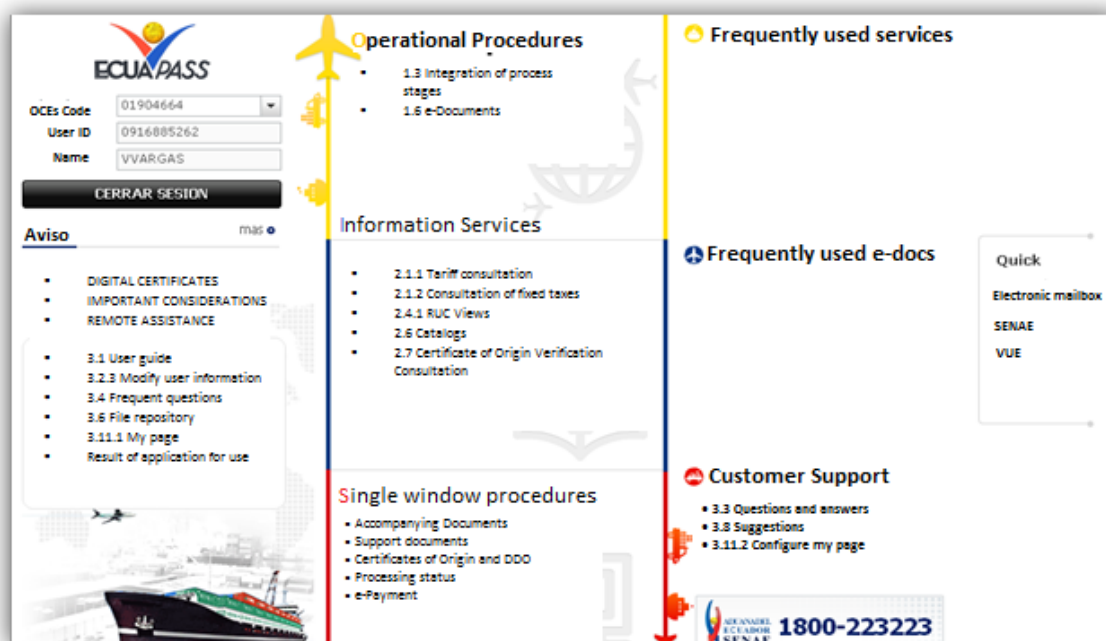 ECUAPASS
OCEs Code 01904664
User ID 0916885262
Name VVARGAS
CERRAR SESION
Aviso mas
DIGITAL CERTIFICATES
IMPORTANT CONSIDERATIONS
REMOTE ASSISTANCE
3.1 User guide
3.2.3 Modify user information
3.4 Frequent questions
3.6 File repository
3.11.1 My page
Result of application for use
Operational Procedures
1.3 Integration of process
stages
1.6 e-Documents
Information Services
2.1.1 Tariff consultation
2.1.2 Consultation of fixed taxes
2.4.1 RUC Views
2.6 Catalogs
2.7 Certificate of Origin Verification
Consultation
Single window procedures
Accompanying Documents
Support documents
Certificates of Origin and DDO
Processing status
e-Payment
Frequently used services
Frequently used e-docs
Quick
Electronic mailbox
SENAE
VUE
Customer Support
3.3 Questions and answers
3.8 Suggestions
3.11.2 Configure my page
ADUANA DEL
ECUADOR
SENAE
1800-223223